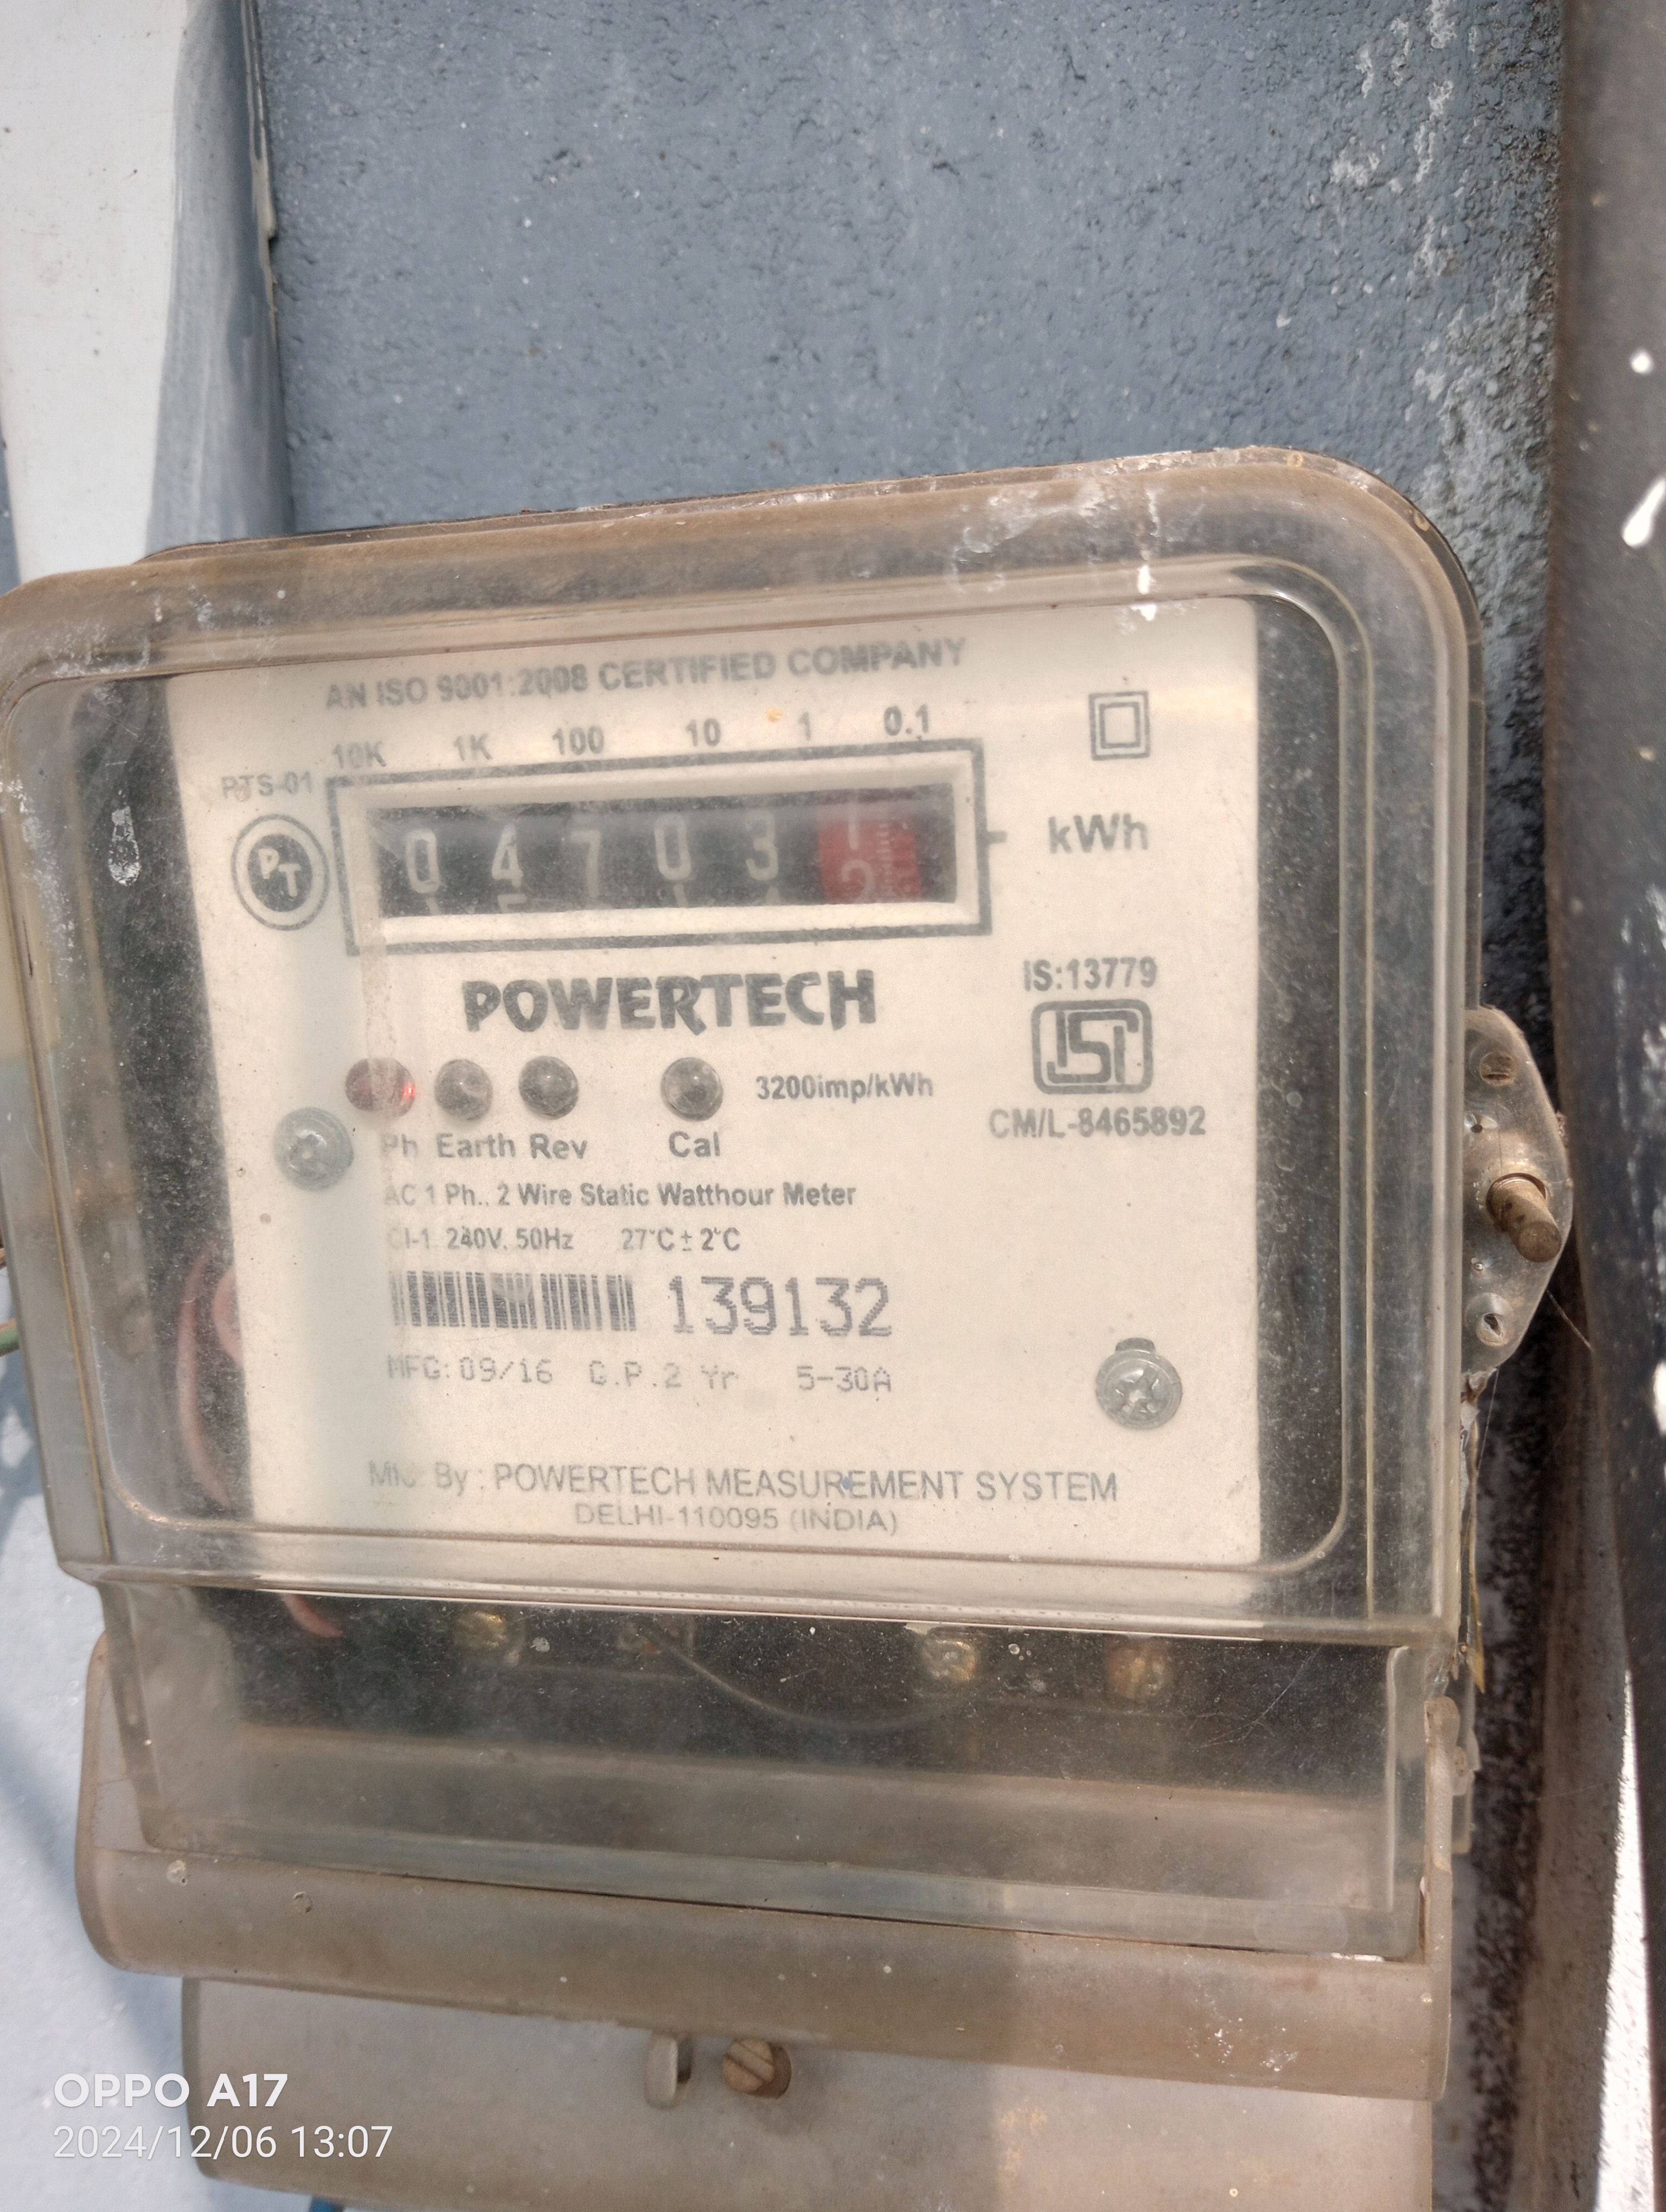 AN ISO 9001:2008 CERTIFIED COMPANY
10K 1K 100 10 1 0.1
PTS-01
PT
0 4 7 0 3 1
2
kWh
POWERTECH
IS:13779
ISI
3200imp/kWh
CM/L-8465892
Ph Earth Rev Cal
AC 1 Ph., 2 Wire Static Watthour Meter
Cl-1 240V. 50Hz 27°C ± 2°C
139132
MFG:09/16 G.P.2 Yr 5-30A
By : POWERTECH MEASUREMENT SYSTEM
DELHI-110095 (INDIA)
OPPO A17
2024/12/06 13:07